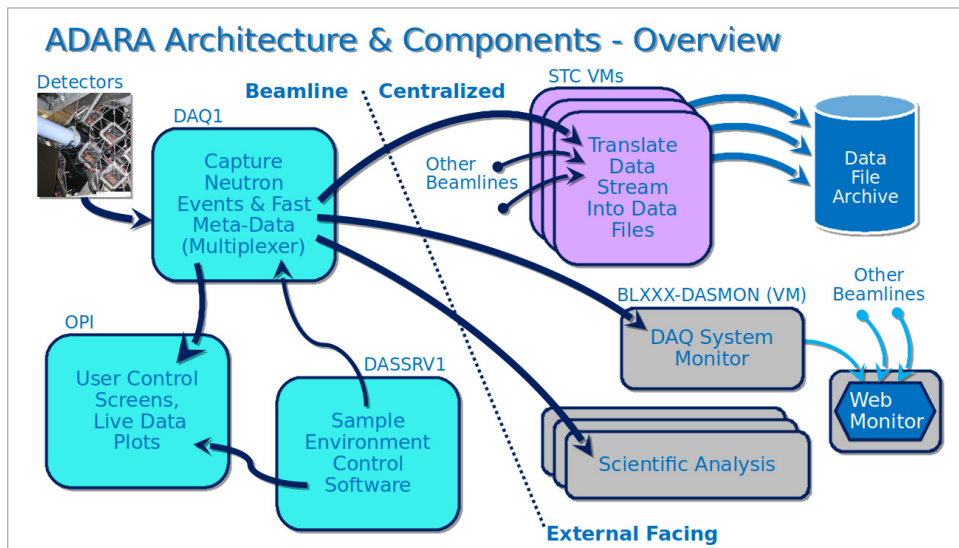 ADARA Architecture & Components - Overview
Detectors
DAQ1
Capture
Neutron
Events & Fast
Meta-Data
(Multiplexer)
Beamline
Centralized
STC VMs
Translate
Data
Stream
Into Data
Files
Other
Beamlines
Data
File
Archive
BLXXX-DASMON (VM)
DAQ System
Monitor
Other
Beamlines
Web
Monitor
OPI
User Control
Screens,
Live Data
Plots
DASSRV1
Sample
Environment
Control
Software
Scientific Analysis
External Facing